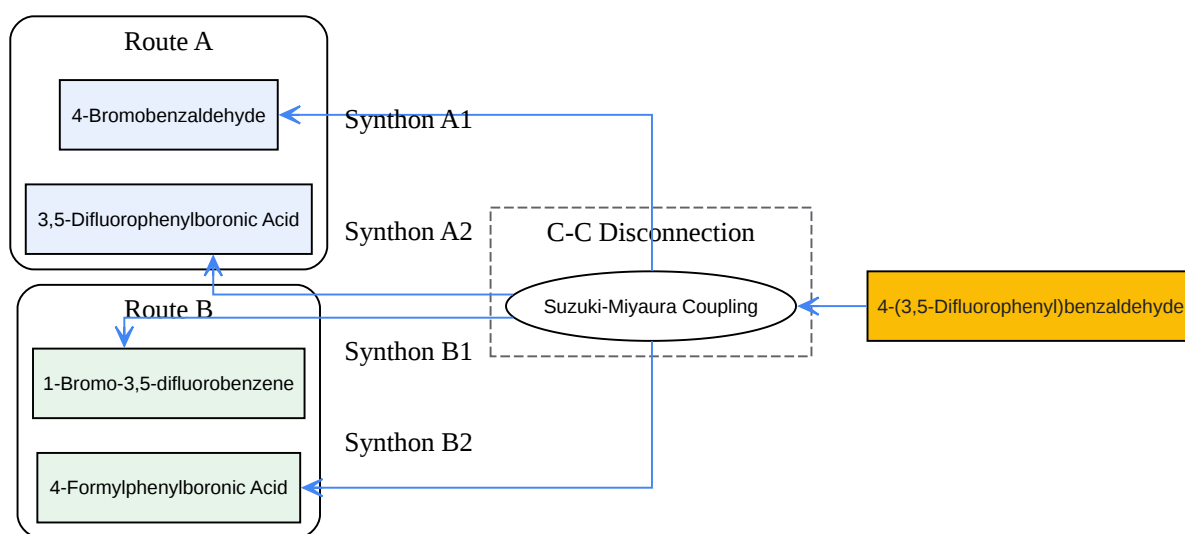 Route A
4-Bromobenzaldehyde
Synthon A1
3,5-Difluorophenylboronic Acid
Synthon A2
C-C Disconnection
Suzuki-Miyaura Coupling
4-(3,5-Difluorophenyl)benzaldehyde
Route B
Synthon B1
1-Bromo-3,5-difluorobenzene
Synthon B2
4-Formylphenylboronic Acid